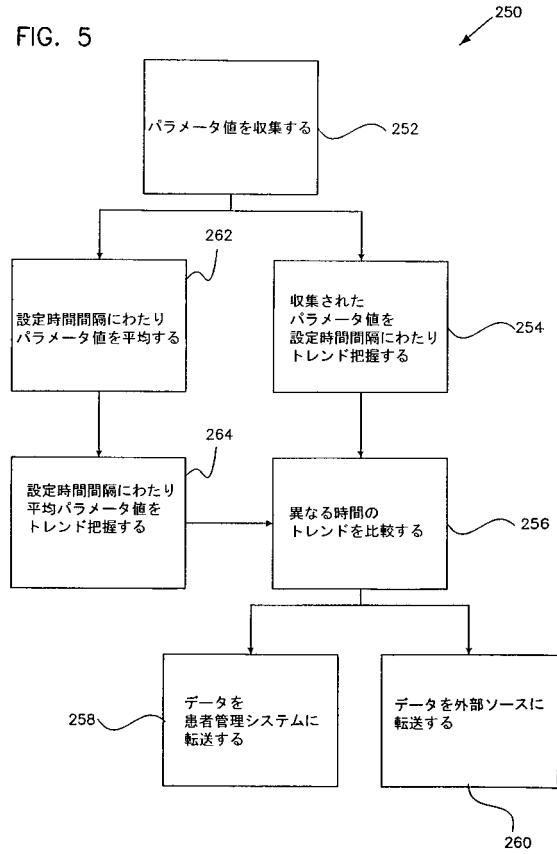 FIG. 5
250
パラメータ値を収集する
252
262
設定時間間隔にわたり
パラメータ値を平均する
収集された
パラメータ値を
設定時間間隔にわたり
トレンド把握する
254
264
設定時間間隔にわたり
平均パラメータ値を
トレンド把握する
異なる時間の
トレンドを比較する
256
258
データを
患者管理システムに
転送する
データを外部ソースに
転送する
260